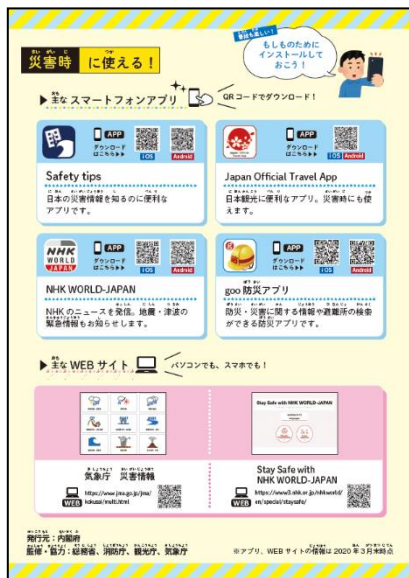 災害時に使える!
もしものために
インストールして
おこう!
▶主なスマートフォンアプリ
QRコードでダウンロード!
APP
ダウンロード
はこちら▶▶
iOS
Android
Safety tips
日本の災害情報を知るのに便利な
アプリです。
Japan Official Travel App
APP
ダウンロード
はこちら▶▶
iOS
Android
Japan Official Travel App
日本観光に便利なアプリ。災害時にも使
えます。
NHK
WORLD
JAPAN
APP
ダウンロード
はこちら▶▶
iOS
Android
NHK WORLD-JAPAN
NHKのニュースを発信。地震・津波の
緊急情報もお知らせします。
APP
ダウンロード
はこちら▶▶
iOS
Android
goo防災アプリ
防災・災害に関する情報や避難所の検索
ができる防災アプリです。
▶主なWEBサイト
パソコンでも、スマホでも!
気象庁 災害情報
WEB
https://www.jma.go.jp/jma/
kokusai/multi.html
Stay Safe with NHK WORLD-JAPAN
Stay Safe with
NHK WORLD-JAPAN
WEB
https://www3.nhk.or.jp/nhkworld/
en/special/staysafe/
発行元:内閣府
監修・協力:総務省、消防庁、観光庁、気象庁
※アプリ、WEBサイトの情報は2020年3月末時点